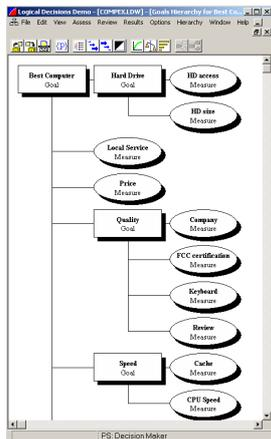 Logical Decisions Demo - [COMPEX.LDW] - [Goals Hierarchy for Best Co...
File Edit View Assess Review Results Options Hierarchy Window Help
Best Computer
Goal
Hard Drive
Goal
HD access
Measure
HD size
Measure
Local Service
Measure
Price
Measure
Quality
Goal
Company
Measure
FCC certification
Measure
Keyboard
Measure
Review
Measure
Speed
Goal
Cache
Measure
CPU Speed
Measure
PS: Decision Maker